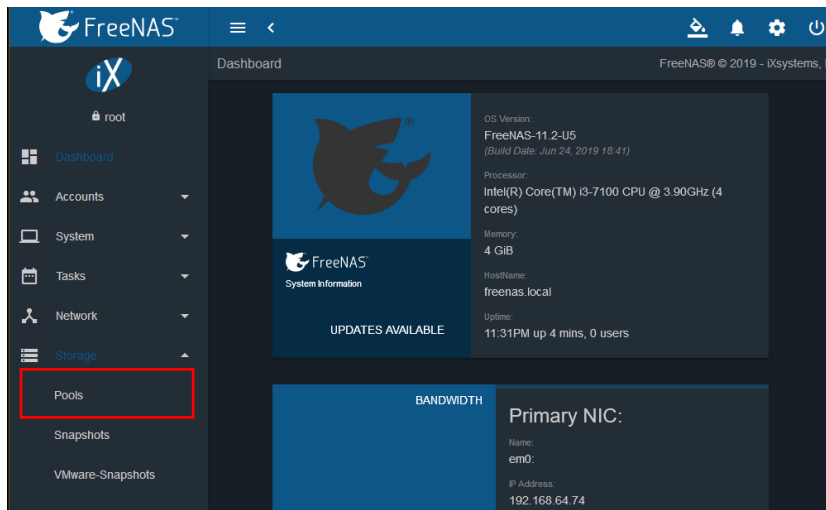 FreeNAS
Dashboard
FreeNAS® © 2019 - iXsystems,
iX
root
Dashboard
Accounts
System
Tasks
Network
Storage
Pools
Snapshots
VMware-Snapshots
®
FreeNAS
System Information
UPDATES AVAILABLE
OS Version:
FreeNAS-11.2-U5
(Build Date: Jun 24, 2019 18:41)
Processor:
Intel(R) Core(TM) i3-7100 CPU @ 3.90GHz (4
cores)
Memory:
4 GiB
HostName:
freenas.local
Uptime:
11:31PM up 4 mins, 0 users
BANDWIDTH
Primary NIC:
Name:
em0:
IP Address:
192.168.64.74